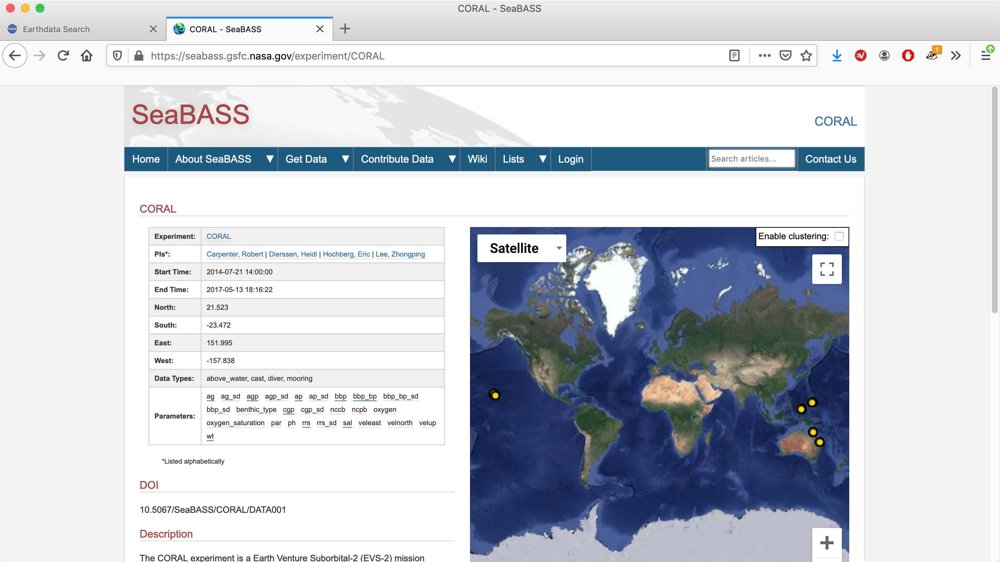 CORAL - SeaBASS
NASA Earthdata Search
CORAL - SeaBASS
https://seabass.gsfc.nasa.gov/experiment/CORAL
1
SeaBASS
CORAL
Home About SeaBASS ▼ Get Data ▼ Contribute Data ▼ Wiki Lists ▼ Login Search articles... Contact Us
CORAL
Experiment: CORAL
PIs*: Carpenter, Robert | Dierssen, Heidi | Hochberg, Eric | Lee, Zhongping
Start Time: 2014-07-21 14:00:00
End Time: 2017-05-13 18:16:22
North: 21.523
South: -23.472
East: 151.995
West: -157.838
Data Types: above_water, cast, diver, mooring
Parameters: ag ag_sd agp agp_sd ap ap_sd bbp bbp_bp bbp_bp_sd
bbp_sd benthic_type cgp cgp_sd nccb ncpb oxygen
oxygen_saturation par ph rrs rrs_sd sal veleast velnorth velup
wt
*Listed alphabetically
DOI
10.5067/SeaBASS/CORAL/DATA001
Description
The CORAL experiment is a Earth Venture Suborbital-2 (EVS-2) mission
Satellite
Enable clustering: